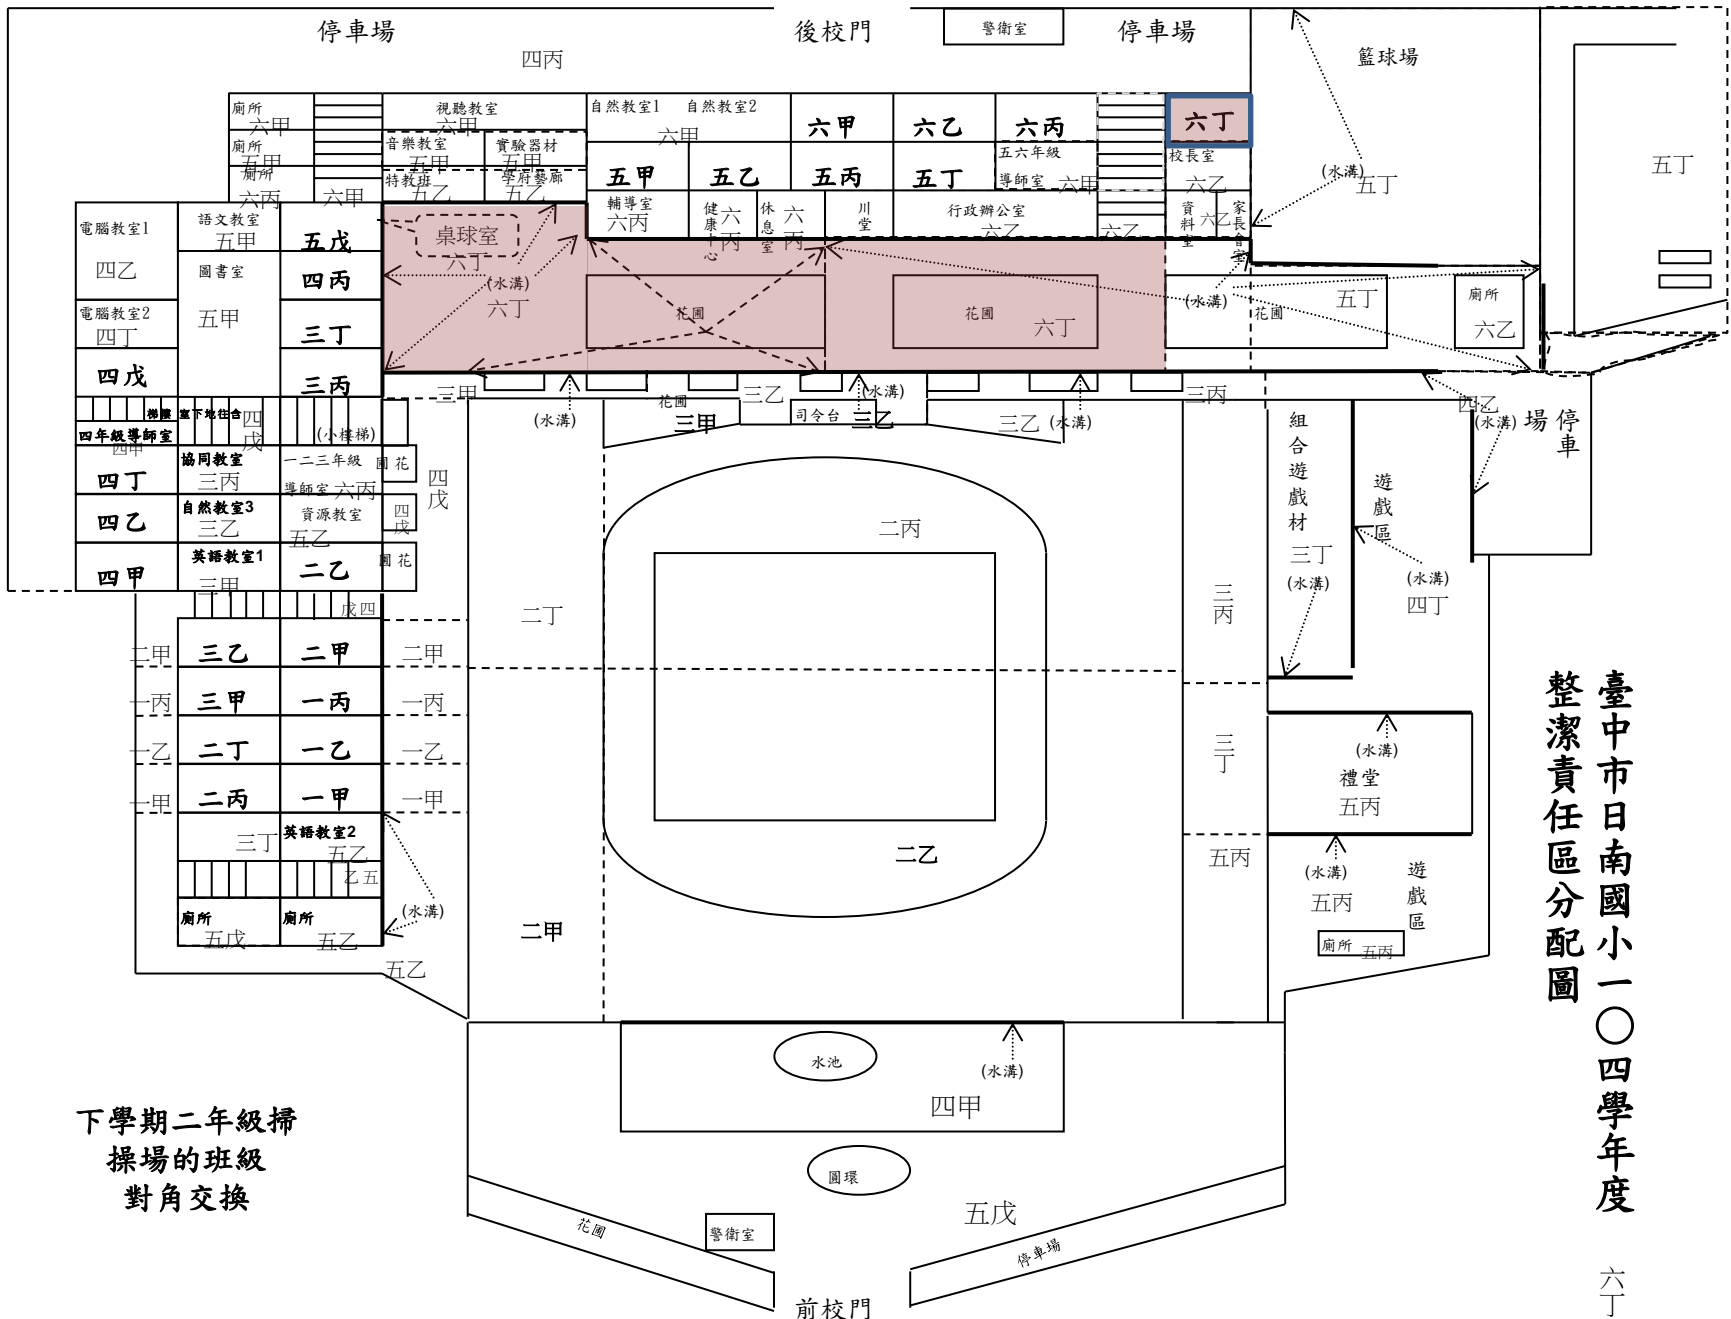 停車場
後校門
警衛室
停車場
四丙
籃球場
廁所
六甲
視聽教室
六甲
自然教室1
自然教室2
六甲
六甲
六乙
六丙
六丁
廁所
五甲
音樂教室
五甲
實驗器材
五甲
五甲
五乙
五丙
五丁
五六年級
導師室
六甲
校長室
六乙
(水溝)
五丁
五丁
廁所
六丙
六甲
特教班
五乙
學府藝廊
五乙
輔導室
六丙
健康中心
六丙
休息室
六丙
川堂
行政辦公室
六乙
六乙
資料室
六乙
家長會室
電腦教室1
四乙
語文教室
五甲
五戊
桌球室
六丁
圖書室
五甲
四丙
(水溝)
六丁
花圃
花圃
六丁
(水溝)
花圃
五丁
廁所
六乙
電腦教室2
四丁
三丁
四戊
三丙
三甲
花圃
三乙
(水溝)
三丙
四乙
(水溝)
停車場
樓梯
含往地下室
四戊
(小樓梯)
(水溝)
三甲
司令台
三乙
三乙
(水溝)
四年級導師室
四甲
四丁
協同教室
三丙
一二三年級
導師室
六丙
花圃
四戊
組合遊戲材
三丁
(水溝)
遊戲區
(水溝)
四丁
四乙
自然教室3
三乙
資源教室
五乙
四戊
二丙
四甲
英語教室1
三甲
二乙
花圃
四戊
二丁
三丙
二甲
三乙
二甲
二甲
一丙
三甲
一丙
一丙
一乙
二丁
一乙
一乙
三丁
(水溝)
禮堂
五丙
一甲
二丙
一甲
一甲
三丁
英語教室2
五乙
五乙
二乙
五丙
(水溝)
五丙
遊戲區
廁所
五戊
廁所
五乙
(水溝)
二甲
廁所
五丙
五乙
臺中市日南國小一〇四學年度
整潔責任區分配圖
水池
(水溝)
四甲
下學期二年級掃
操場的班級
對角交換
圓環
五戊
花圃
警衛室
停車場
前校門
六丁